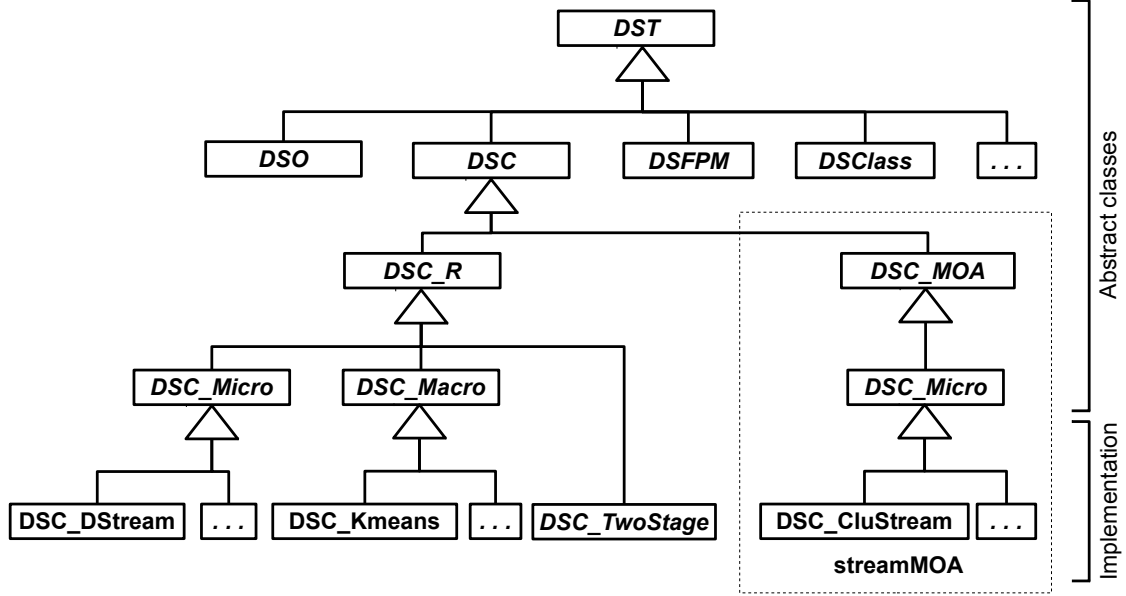 DST
DSO
DSC
DSFPM
DSClass
. . .
DSC_R
DSC_MOA
DSC_Micro
DSC_Macro
DSC_Micro
DSC_DStream
. . .
DSC_Kmeans
. . .
DSC_TwoStage
DSC_CluStream
. . .
streamMOA
Abstract classes
Implementation